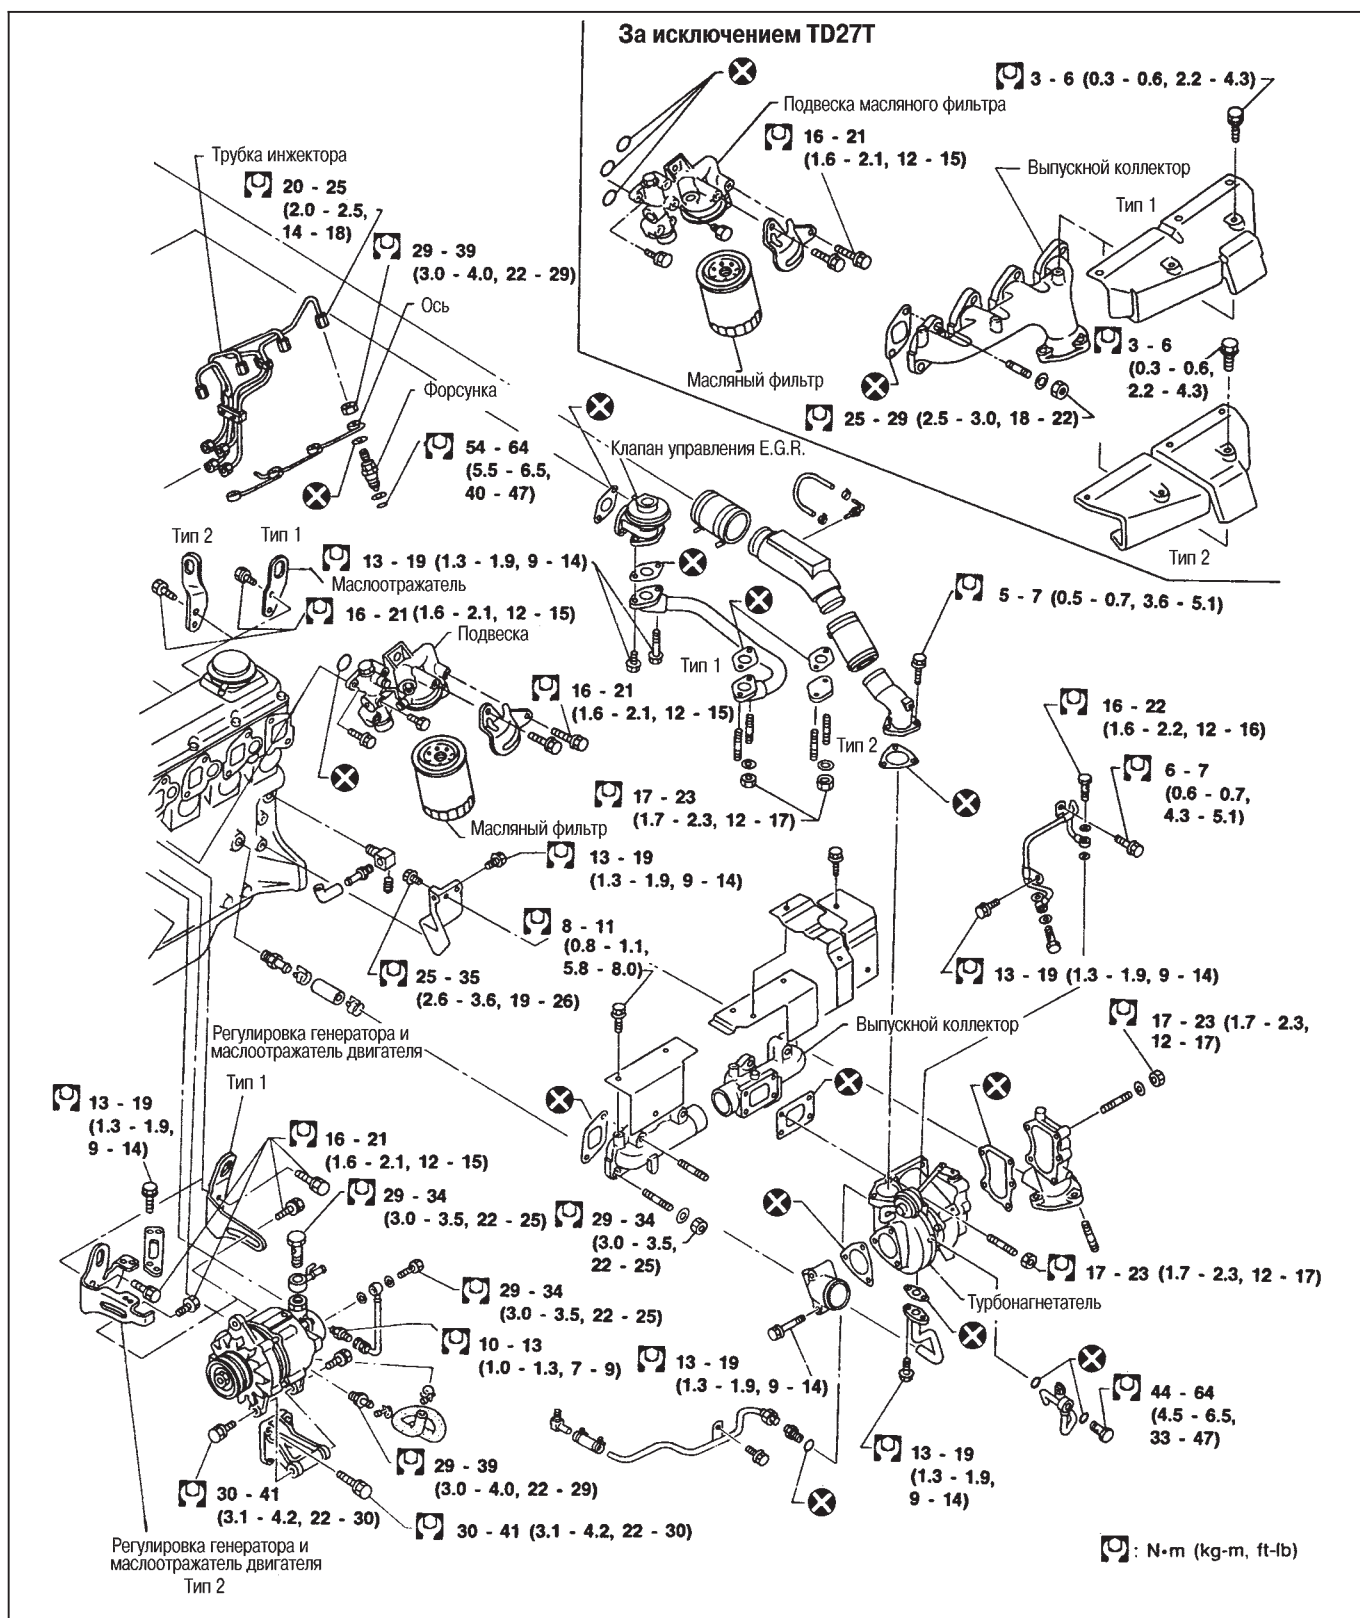 За исключением TD27T
3 - 6 (0.3 - 0.6, 2.2 - 4.3)
Подвеска масляного фильтра
16 - 21
(1.6 - 2.1, 12 - 15)
Выпускной коллектор
Тип 1
Трубка инжектора
20 - 25
(2.0 - 2.5,
14 - 18)
29 - 39
(3.0 - 4.0, 22 - 29)
Ось
Форсунка
54 - 64
(5.5 - 6.5,
40 - 47)
Масляный фильтр
3 - 6
(0.3 - 0.6,
2.2 - 4.3)
25 - 29 (2.5 - 3.0, 18 - 22)
Клапан управления E.G.R.
Тип 2
Тип 2
Тип 1
13 - 19 (1.3 - 1.9, 9 - 14)
Маслоотражатель
16 - 21 (1.6 - 2.1, 12 - 15)
Подвеска
5 - 7 (0.5 - 0.7, 3.6 - 5.1)
Тип 1
16 - 21
(1.6 - 2.1, 12 - 15)
Тип 2
16 - 22
(1.6 - 2.2, 12 - 16)
6 - 7
(0.6 - 0.7,
4.3 - 5.1)
17 - 23
(1.7 - 2.3, 12 - 17)
Масляный фильтр
13 - 19
(1.3 - 1.9, 9 - 14)
8 - 11
(0.8 - 1.1,
5.8 - 8.0)
25 - 35
(2.6 - 3.6, 19 - 26)
13 - 19 (1.3 - 1.9, 9 - 14)
Выпускной коллектор
17 - 23 (1.7 - 2.3,
12 - 17)
Регулировка генератора и
маслоотражатель двигателя
Тип 1
13 - 19
(1.3 - 1.9,
9 - 14)
16 - 21
(1.6 - 2.1, 12 - 15)
29 - 34
(3.0 - 3.5, 22 - 25)
29 - 34
(3.0 - 3.5,
22 - 25)
17 - 23 (1.7 - 2.3, 12 - 17)
Турбонагнетатель
29 - 34
(3.0 - 3.5, 22 - 25)
10 - 13
(1.0 - 1.3, 7 - 9)
13 - 19
(1.3 - 1.9, 9 - 14)
44 - 64
(4.5 - 6.5,
33 - 47)
13 - 19
(1.3 - 1.9,
9 - 14)
29 - 39
(3.0 - 4.0, 22 - 29)
30 - 41
(3.1 - 4.2, 22 - 30)
30 - 41 (3.1 - 4.2, 22 - 30)
Регулировка генератора и
маслоотражатель двигателя
Тип 2
: N•m (kg-m, ft-lb)